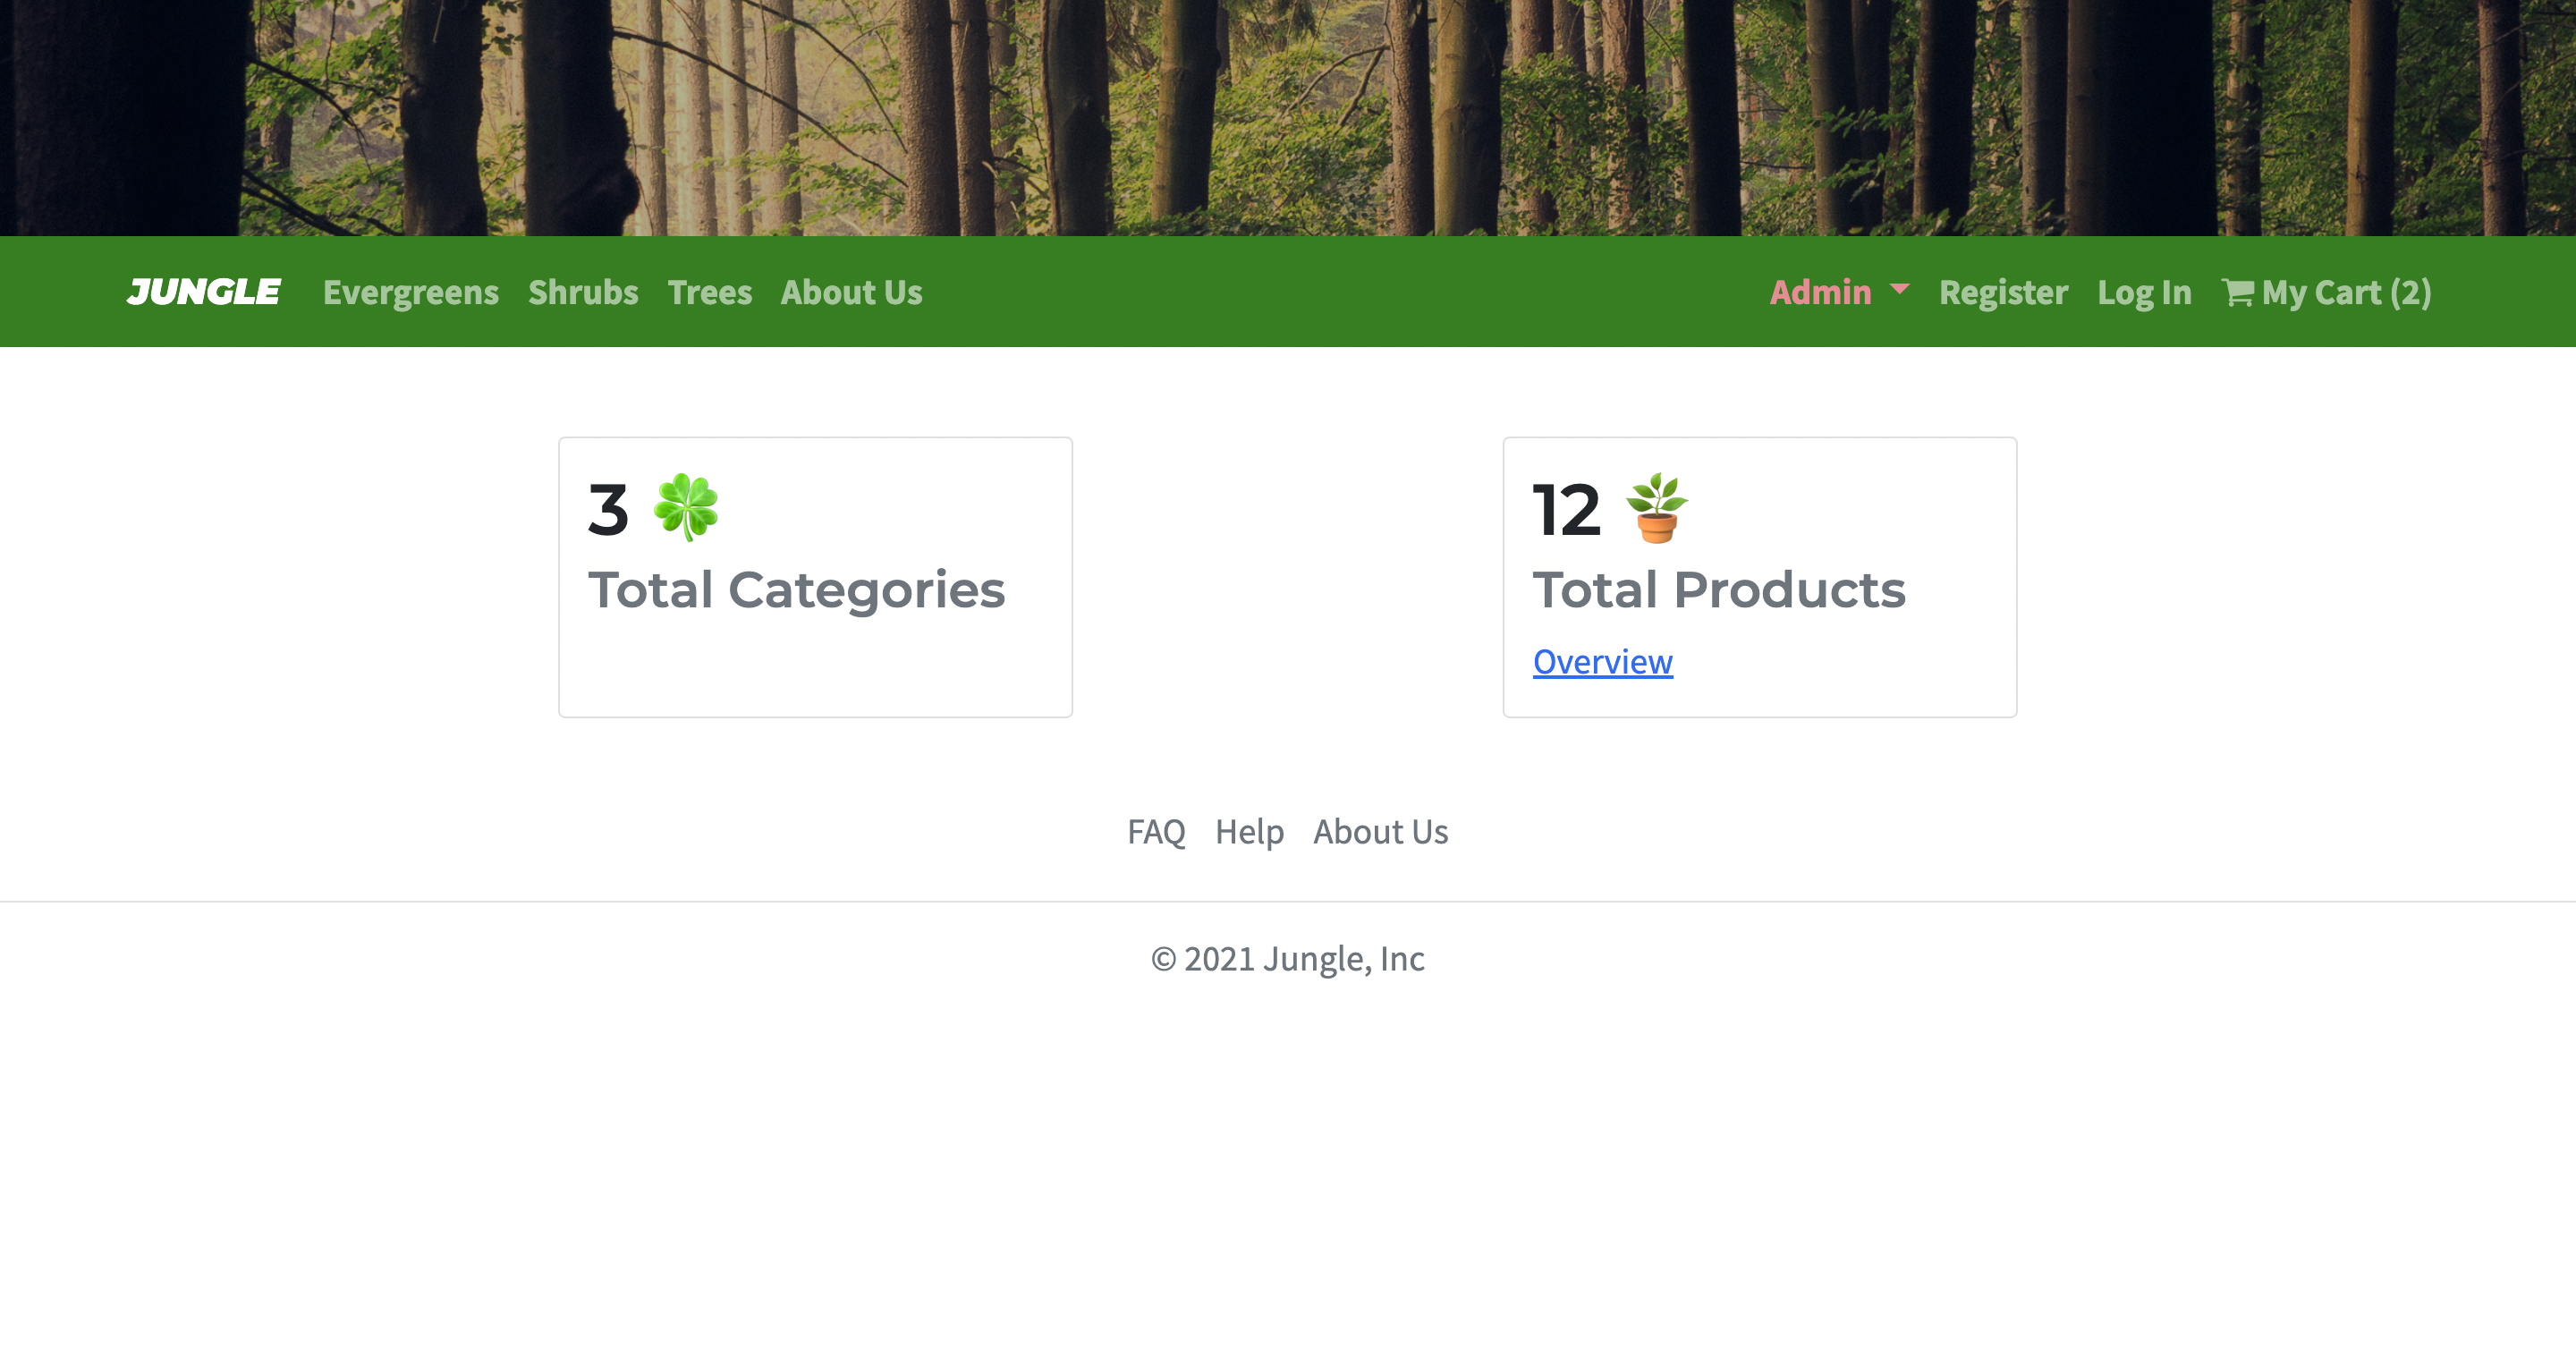 JUNGLE Evergreens Shrubs Trees About Us Admin Register Log In My Cart (2)
3
Total Categories
12
Total Products
Overview
FAQ Help About Us
© 2021 Jungle, Inc